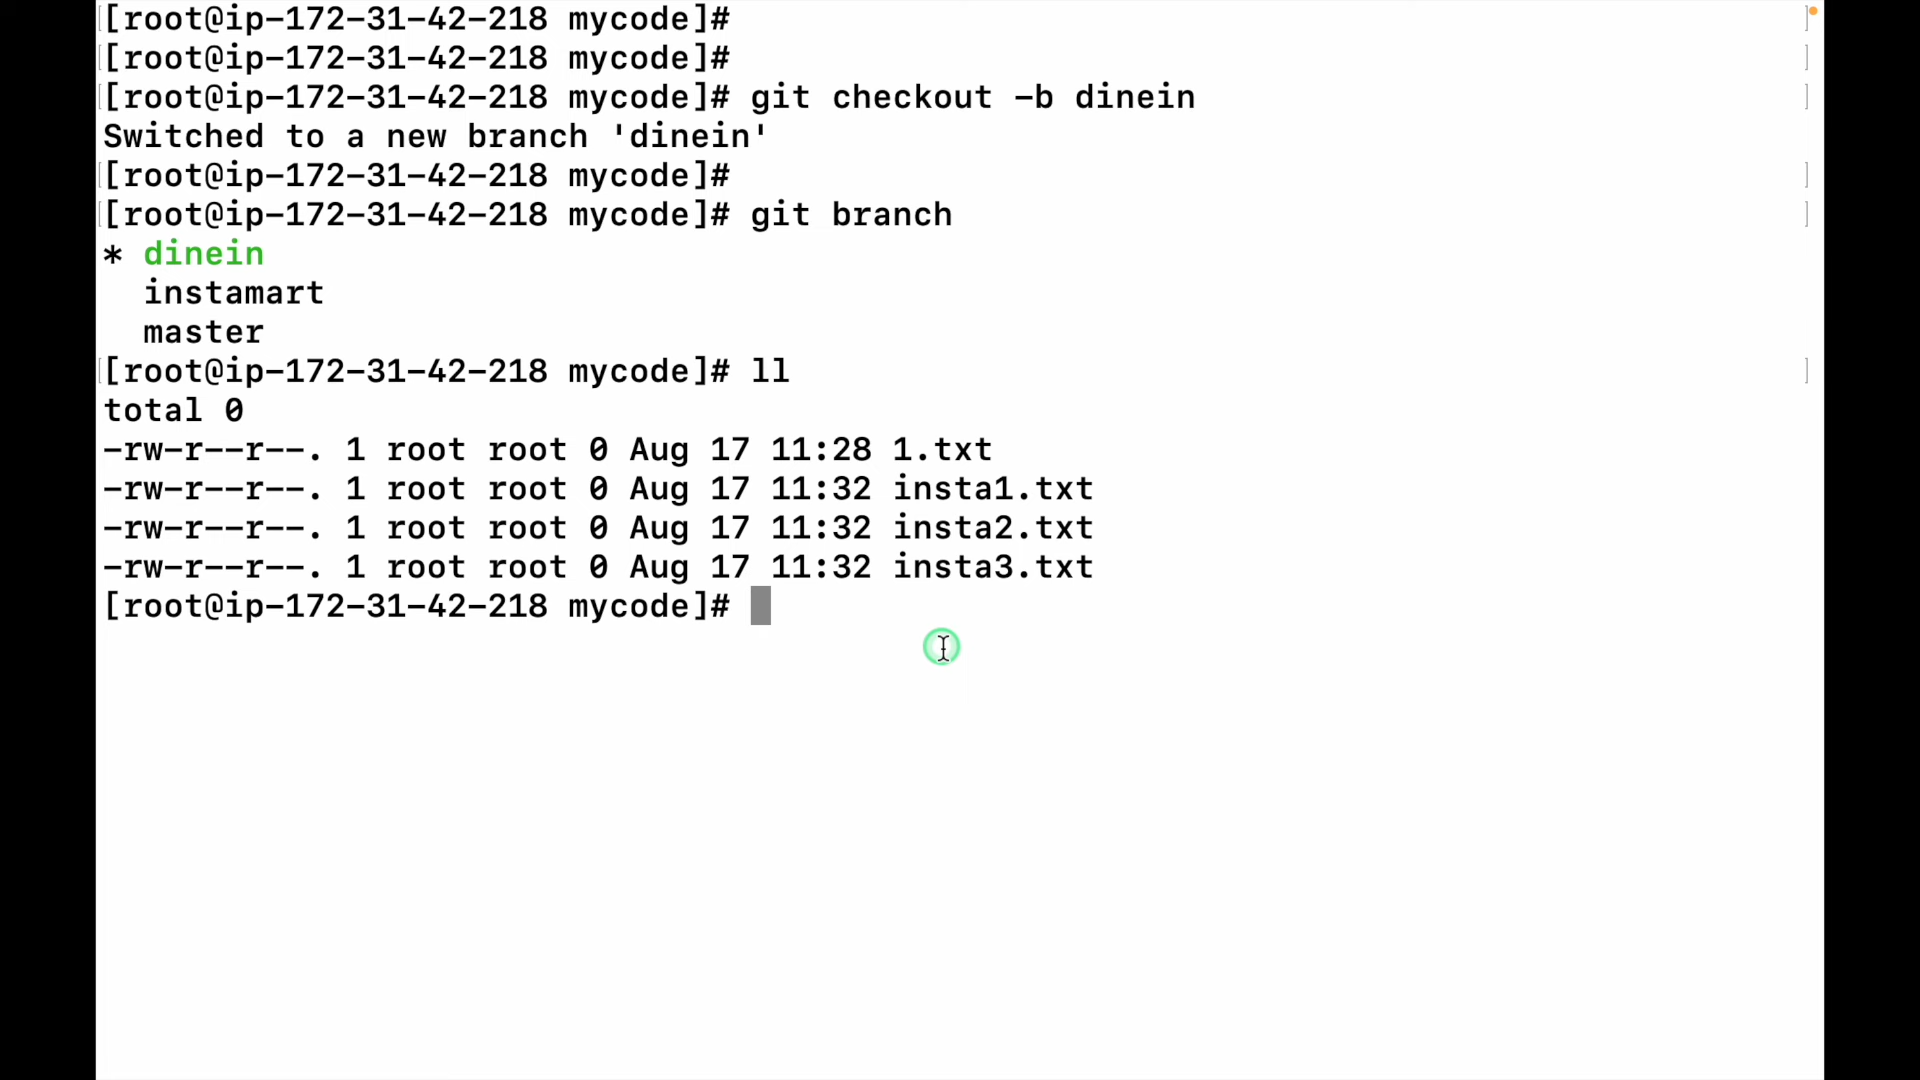 [root@ip-172-31-42-218 mycode]#
[root@ip-172-31-42-218 mycode]#
[root@ip-172-31-42-218 mycode]# git checkout -b dinein
Switched to a new branch 'dinein'
[root@ip-172-31-42-218 mycode]#
[root@ip-172-31-42-218 mycode]# git branch
* dinein
  instamart
  master
[root@ip-172-31-42-218 mycode]# ll
total 0
-rw-r--r--. 1 root root 0 Aug 17 11:28 1.txt
-rw-r--r--. 1 root root 0 Aug 17 11:32 insta1.txt
-rw-r--r--. 1 root root 0 Aug 17 11:32 insta2.txt
-rw-r--r--. 1 root root 0 Aug 17 11:32 insta3.txt
[root@ip-172-31-42-218 mycode]#